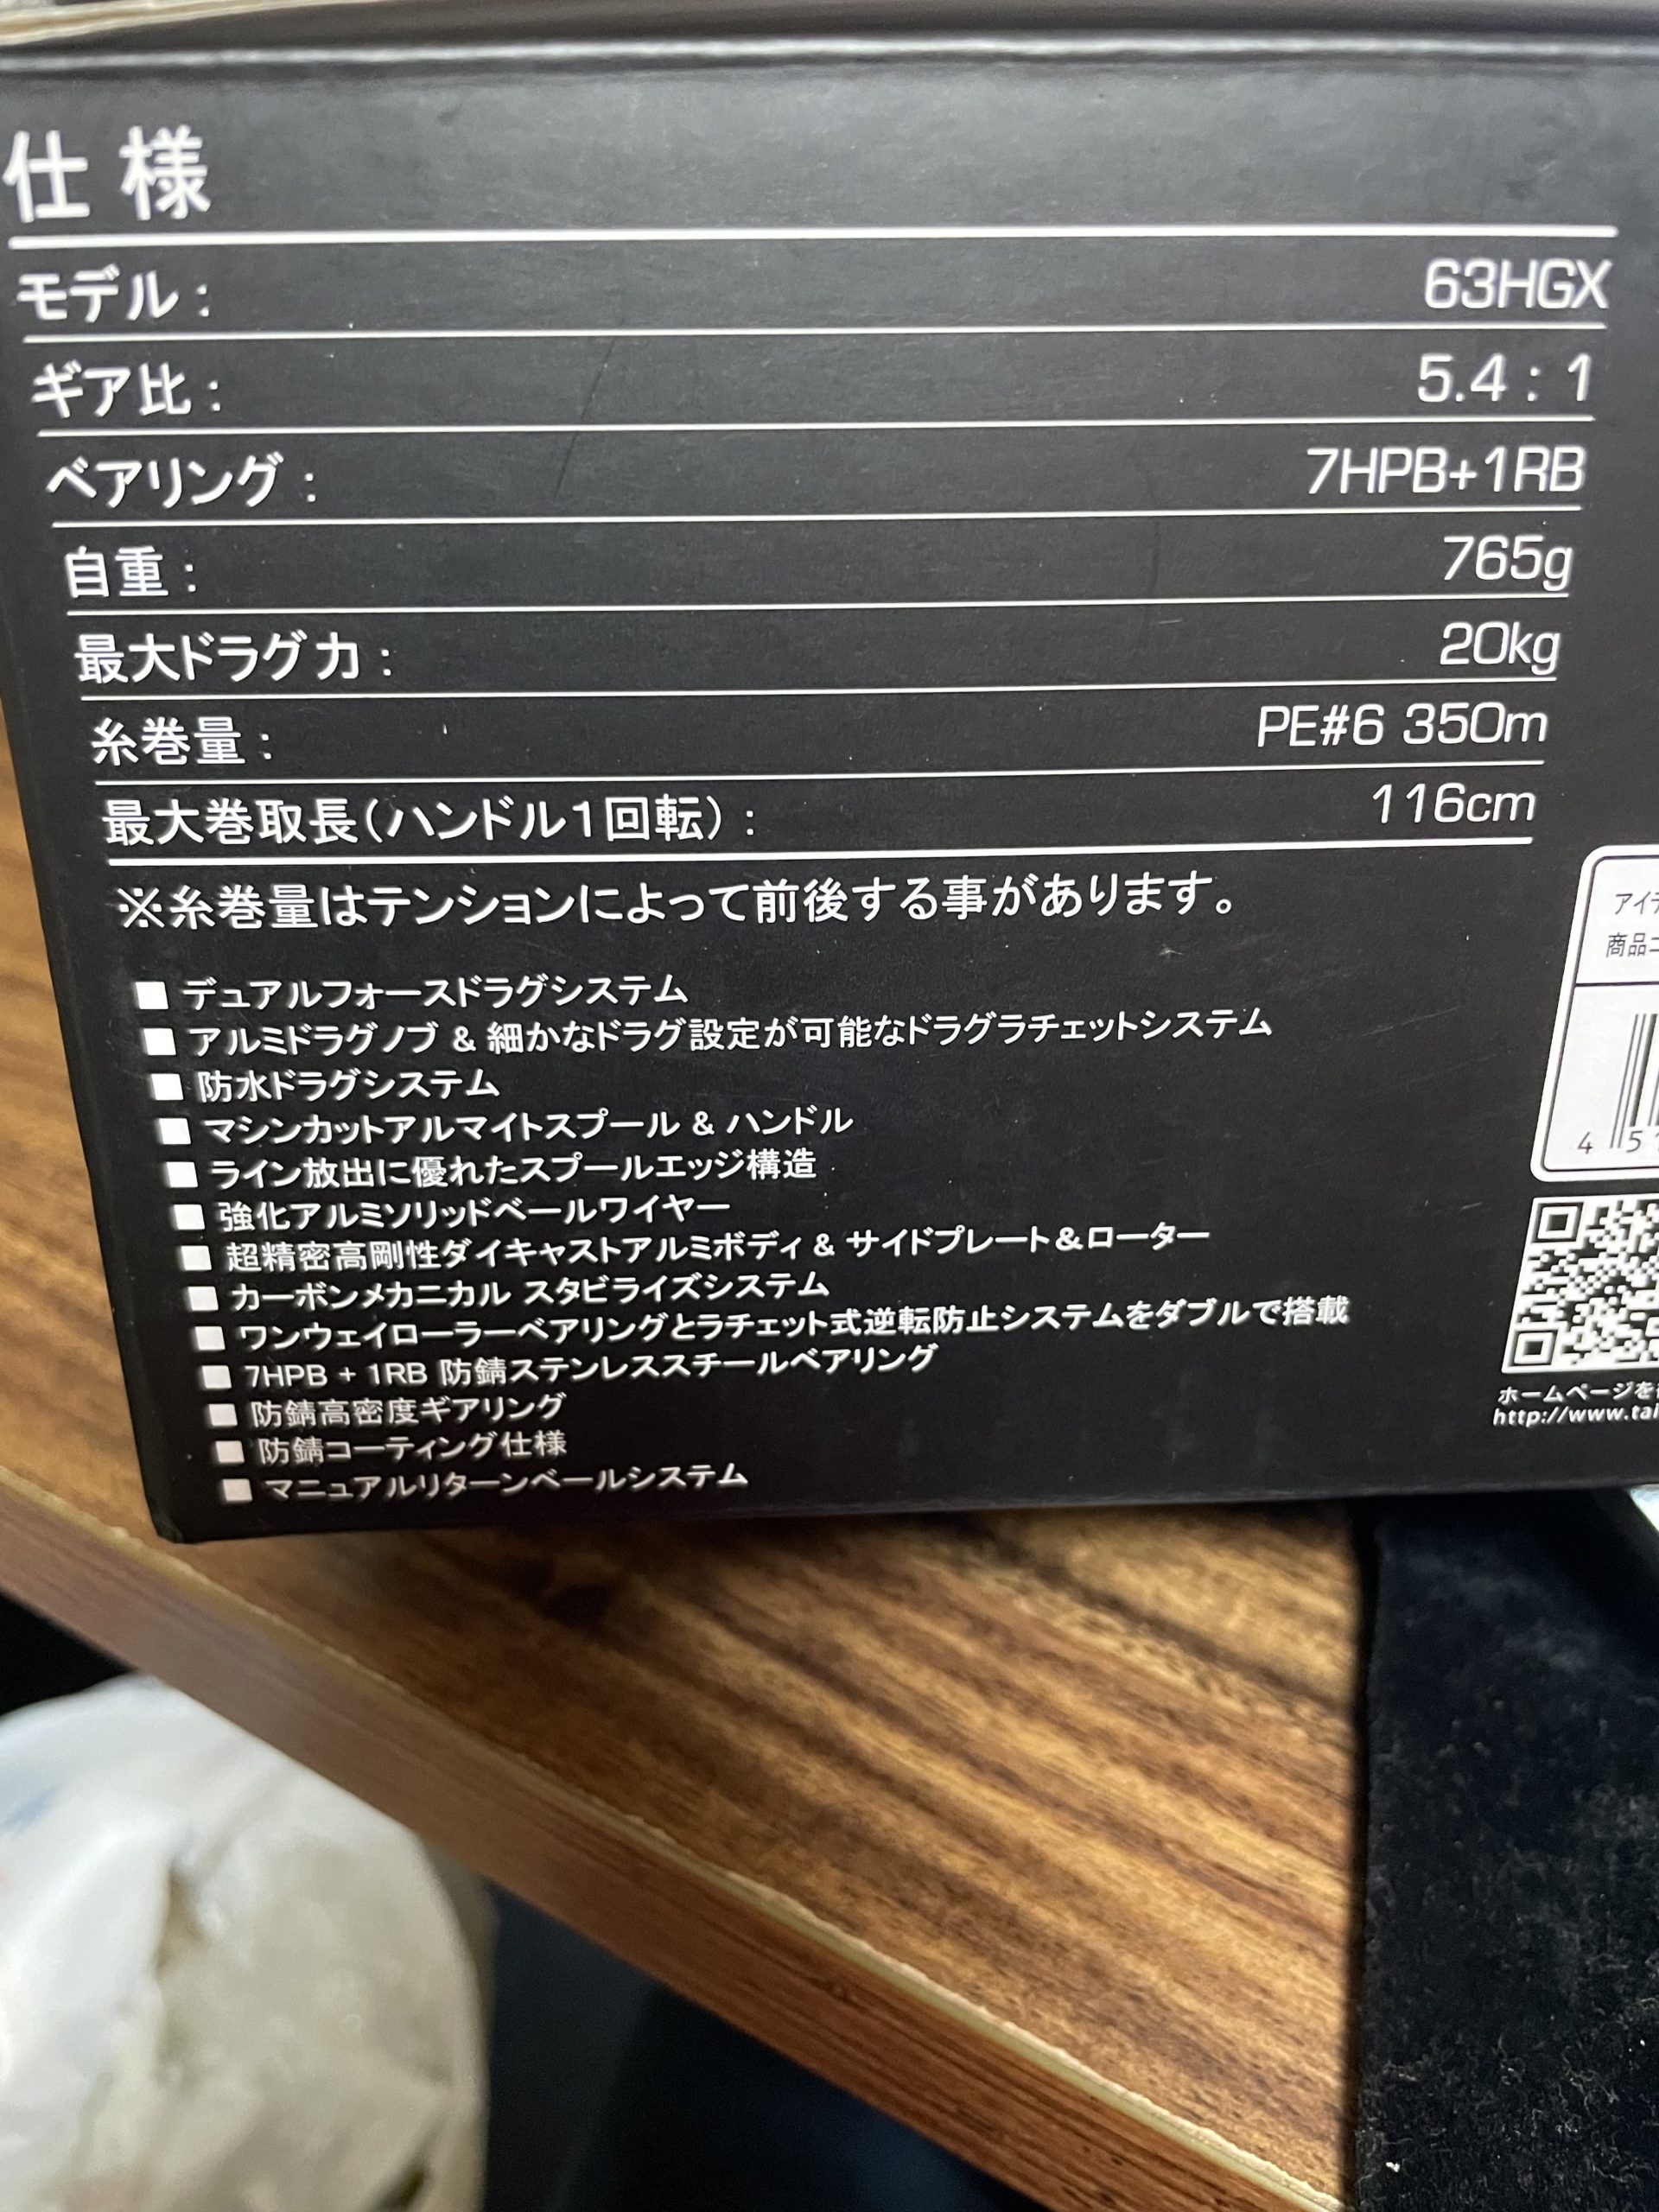 仕様
モデル： 63HGX
ギア比： 5.4：1
ベアリング： 7HPB+1RB
自重： 765g
最大ドラグ力： 20kg
糸巻量： PE#6 350m
最大巻取長（ハンドル1回転）： 116cm
※糸巻量はテンションによって前後する事があります。
■ デュアルフォースドラグシステム
■ アルミドラグノブ & 細かなドラグ設定が可能なドラグラチェットシステム
■ 防水ドラグシステム
■ マシンカットアルマイトスプール & ハンドル
■ ライン放出に優れたスプールエッジ構造
■ 強化アルミソリッドベールワイヤー
■ 超精密高剛性ダイキャストアルミボディ & サイドプレート&ローター
■ カーボンメカニカル スタビライズシステム
■ ワンウェイローラーベアリングとラチェット式逆転防止システムをダブルで搭載
■ 7HPB + 1RB 防錆ステンレススチールベアリング
■ 防錆高密度ギアリング
■ 防錆コーティング仕様
■ マニュアルリターンベールシステム
アイ
商品
4 5
ホームページを
http://www.tai